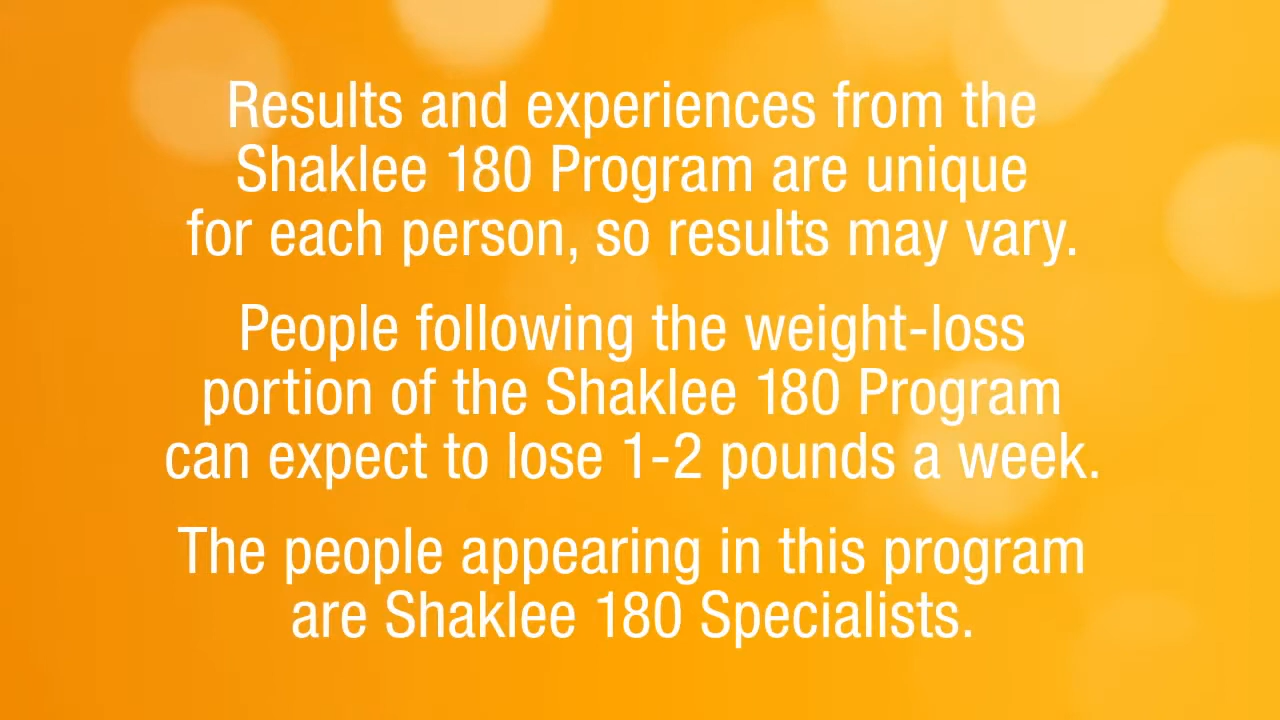 Results and experiences from the
Shaklee 180 Program are unique
for each person, so results may vary.
People following the weight-loss
portion of the Shaklee 180 Program
can expect to lose 1-2 pounds a week.
The people appearing in this program
are Shaklee 180 Specialists.